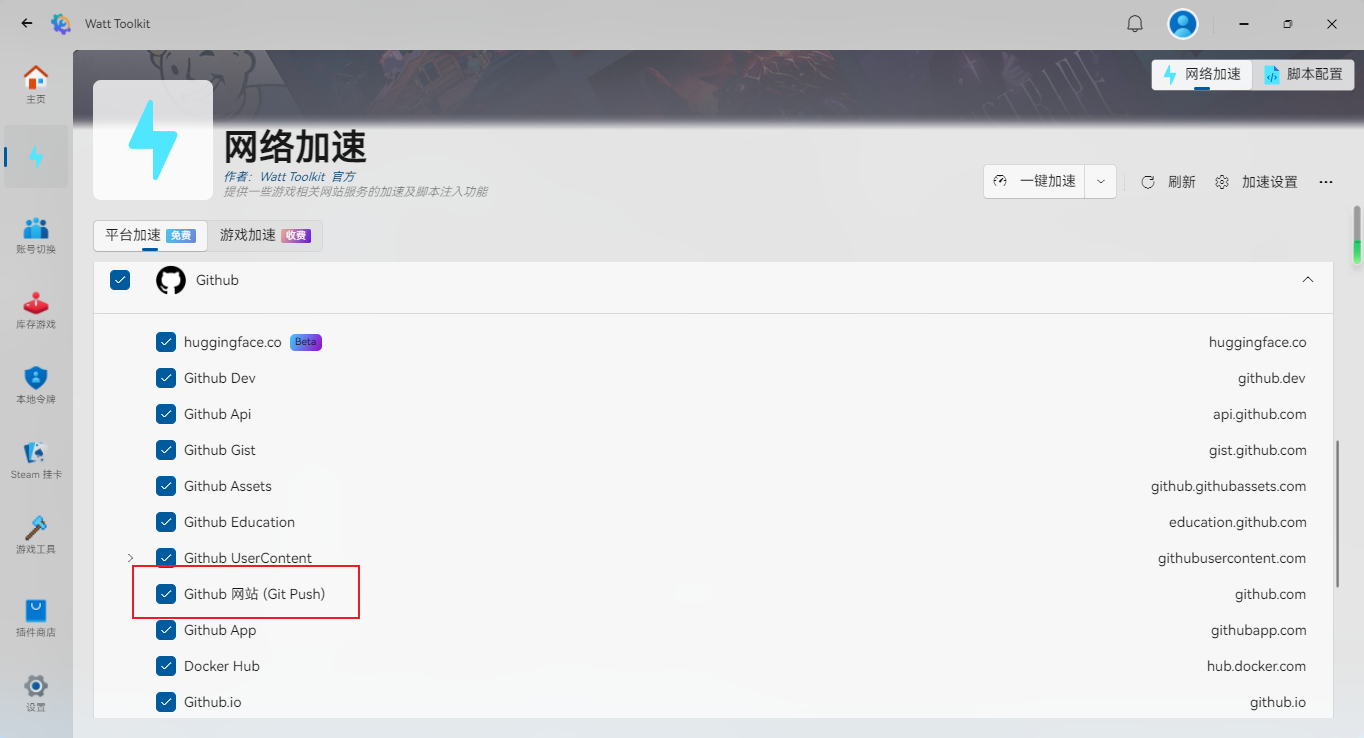 Watt Toolkit
网络加速
脚本配置
主页
账号切换
库存游戏
本地令牌
Steam 挂卡
游戏工具
插件商店
设置
网络加速
作者：Watt Toolkit 官方
提供一些游戏相关网站服务的加速及脚本注入功能
一键加速
刷新
加速设置
平台加速 免费
游戏加速 收费
Github
huggingface.co Beta huggingface.co
Github Dev github.dev
Github Api api.github.com
Github Gist gist.github.com
Github Assets github.githubassets.com
Github Education education.github.com
Github UserContent githubusercontent.com
Github 网站 (Git Push) github.com
Github App githubapp.com
Docker Hub hub.docker.com
Github.io github.io